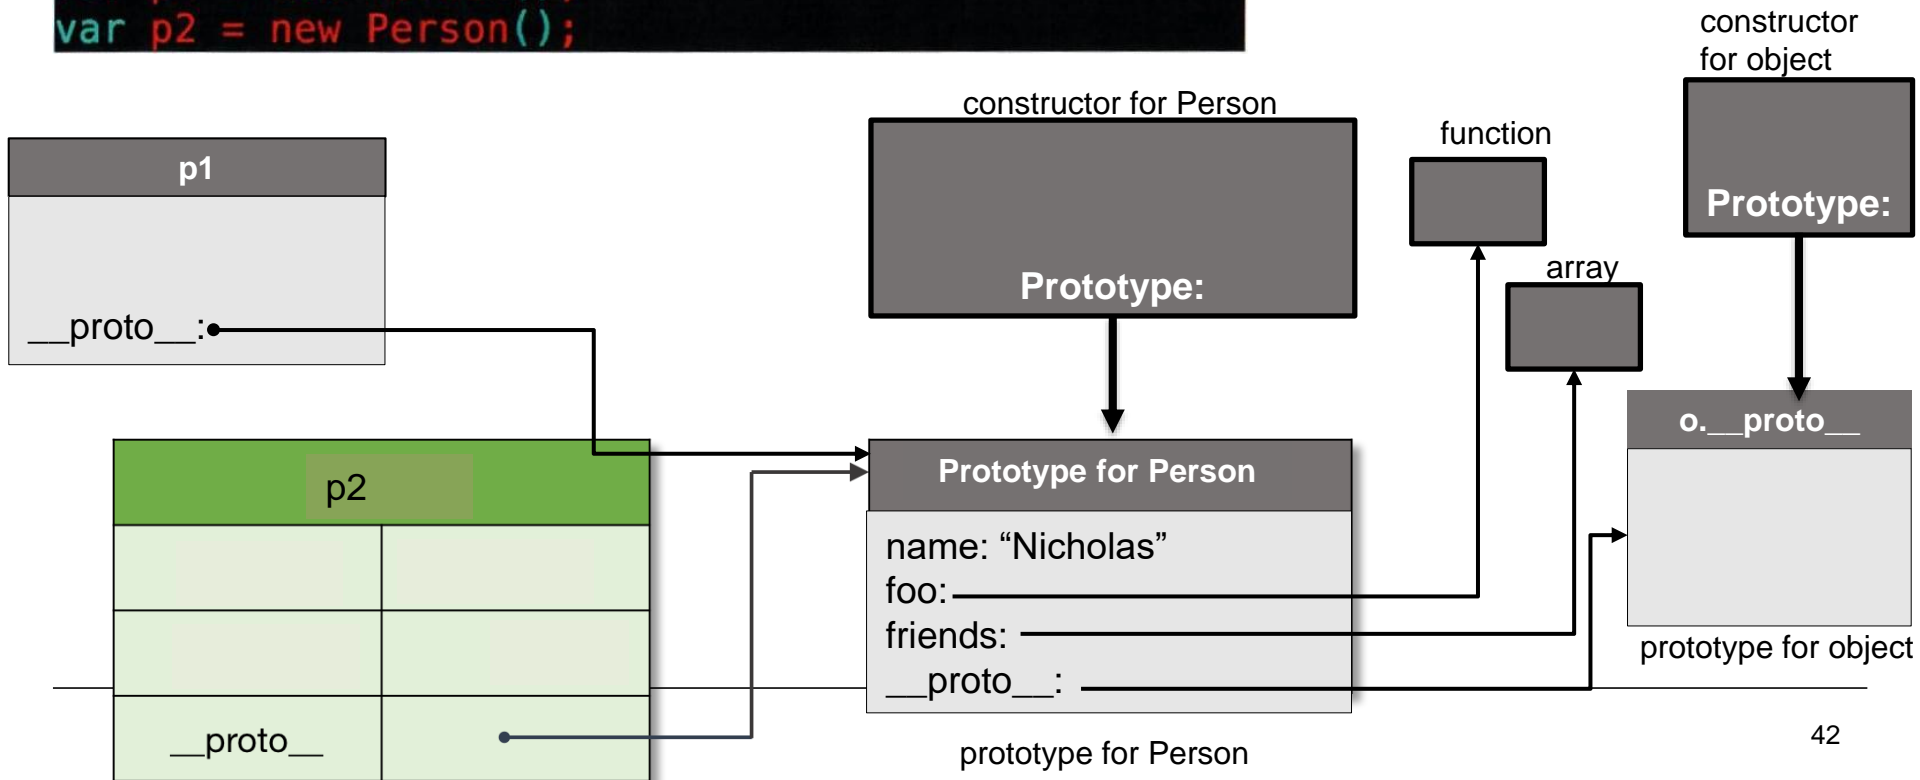 var p2 = new Person();
constructor
for object
constructor for Person
function
p1
Prototype:
Prototype:
array
__proto__:
o.__proto__
p2
Prototype for Person
name: “Nicholas”
foo:
friends:
__proto__:
prototype for object
__proto__
prototype for Person
42